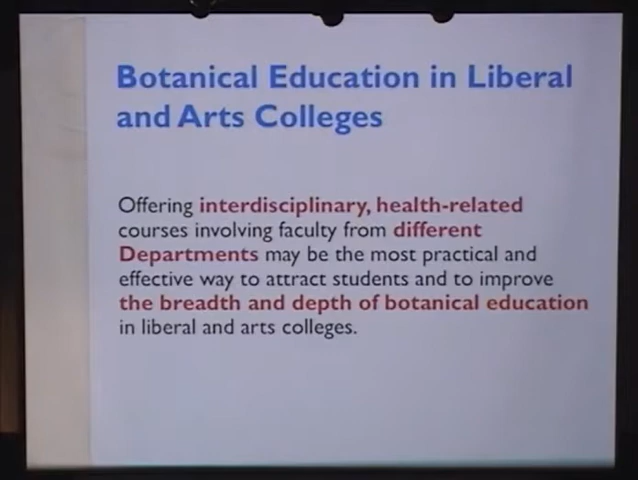 Botanical Education in Liberal
and Arts Colleges
Offering interdisciplinary, health-related
courses involving faculty from different
Departments may be the most practical and
effective way to attract students and to improve
the breadth and depth of botanical education
in liberal and arts colleges.